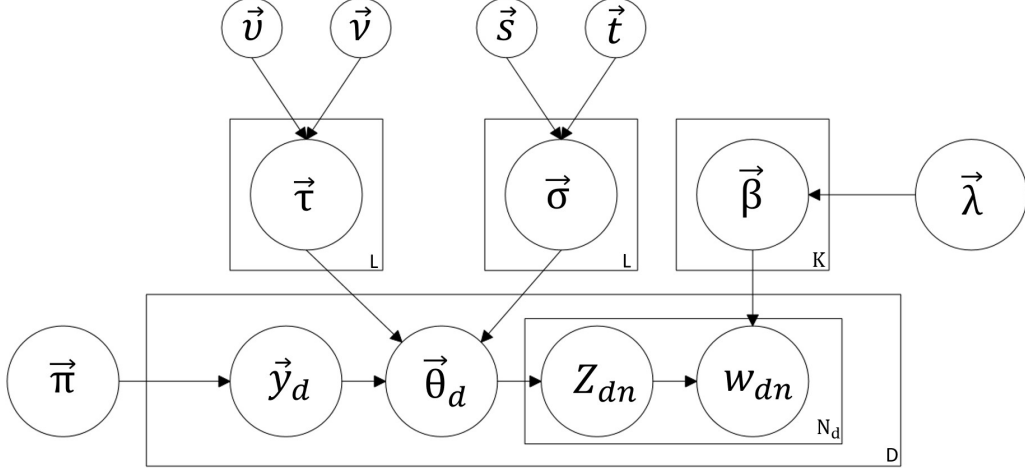 υ⃗ ν⃗ s⃗ t⃗
τ⃗ σ⃗ β⃗ λ⃗
L L K
π⃗ y⃗_d θ⃗_d Z_dn w_dn
N_d
D